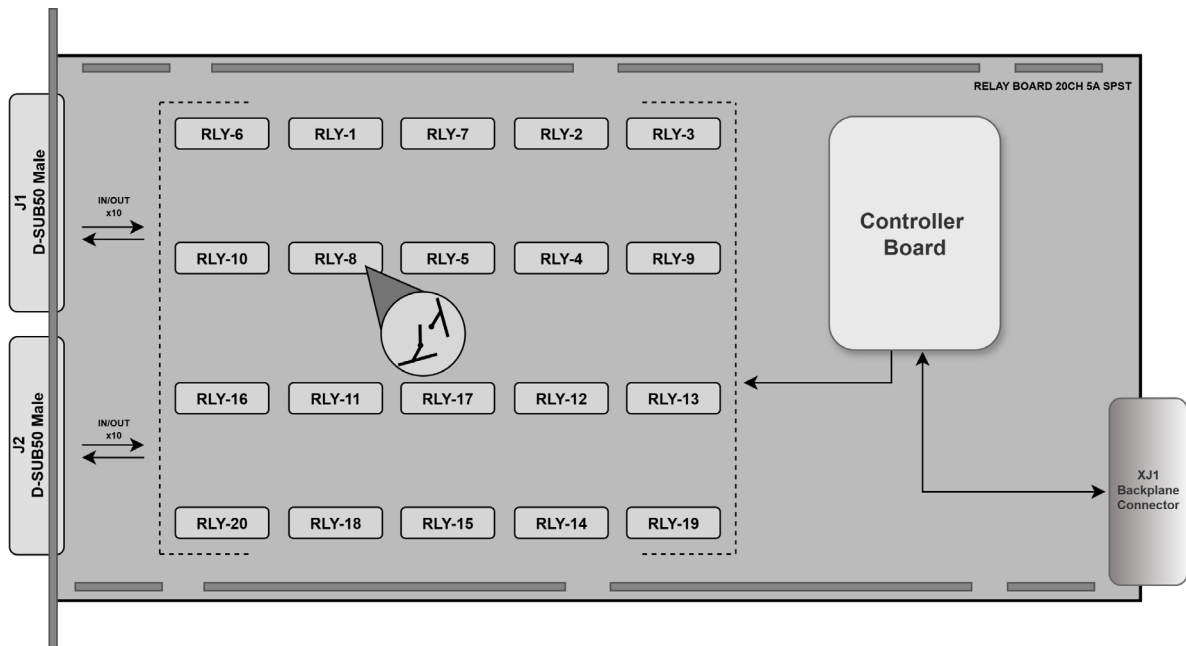 RELAY BOARD 20CH 5A SPST
J1
D-SUB50 Male
IN/OUT
x10
RLY-6
RLY-1
RLY-7
RLY-2
RLY-3
RLY-10
RLY-8
RLY-5
RLY-4
RLY-9
Controller
Board
J2
D-SUB50 Male
IN/OUT
x10
RLY-16
RLY-11
RLY-17
RLY-12
RLY-13
RLY-20
RLY-18
RLY-15
RLY-14
RLY-19
XJ1
Backplane
Connector